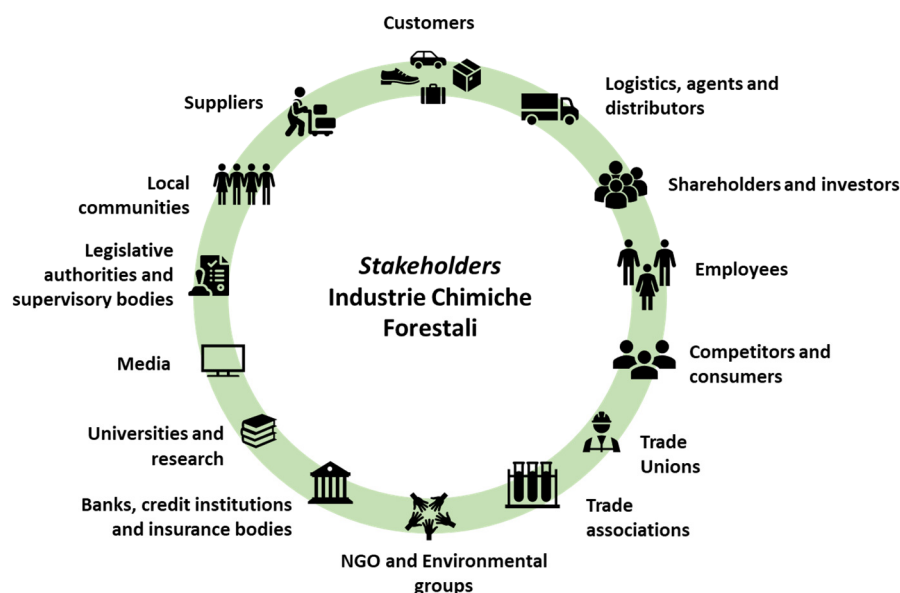 Customers
Logistics, agents and
distributors
Shareholders and investors
Employees
Competitors and
consumers
Trade
Unions
Trade
associations
NGO and Environmental
groups
Banks, credit institutions
and insurance bodies
Universities and
research
Media
Legislative
authorities and
supervisory bodies
Local
communities
Suppliers
Stakeholders
Industrie Chimiche
Forestali